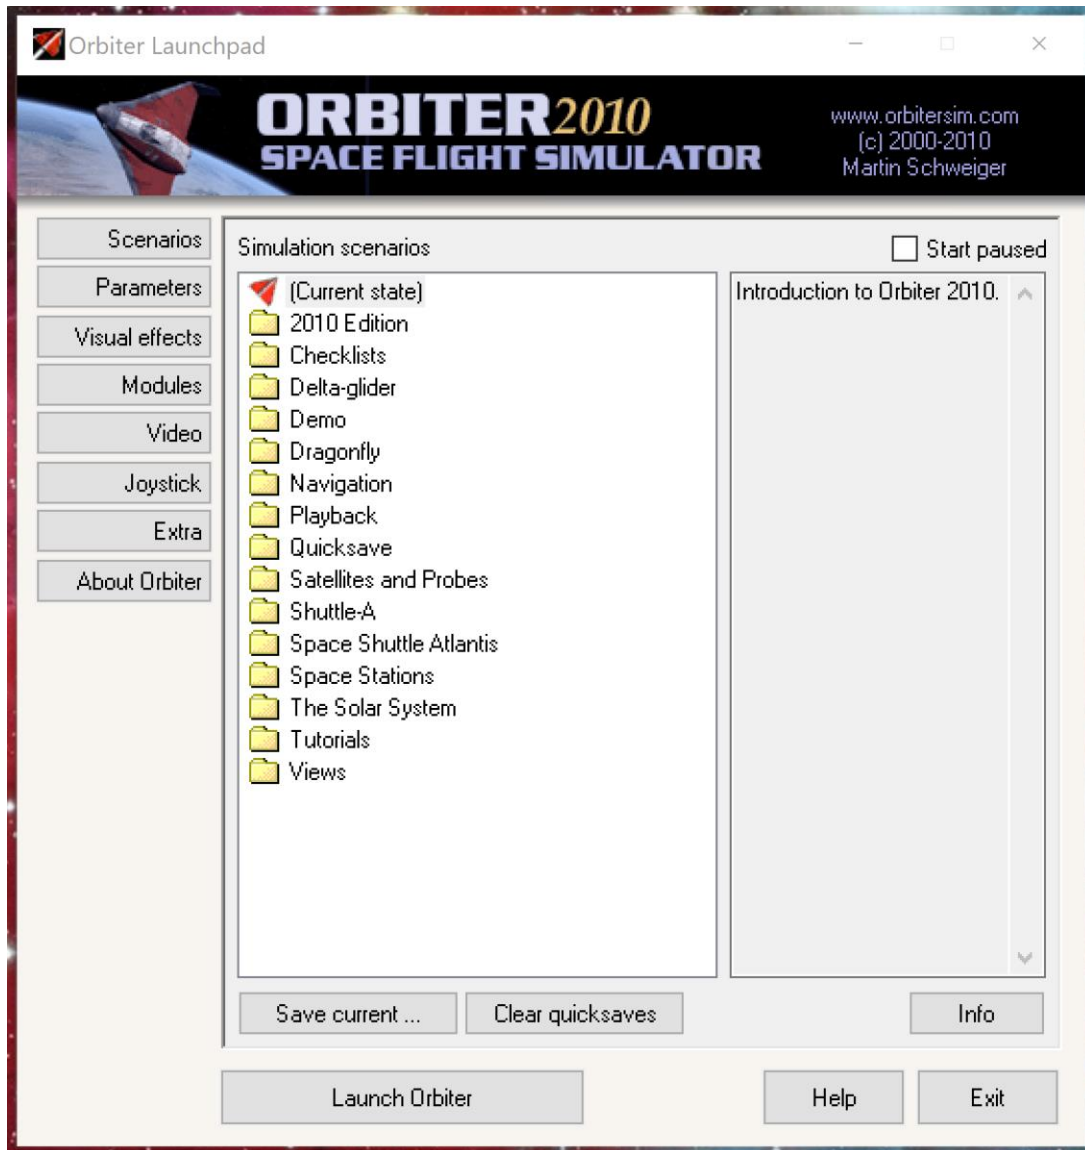 Orbiter Launchpad
ORBITER2010
SPACE FLIGHT SIMULATOR
www.orbitersim.com
(c) 2000-2010
Martin Schweiger
Scenarios
Parameters
Visual effects
Modules
Video
Joystick
Extra
About Orbiter
Simulation scenarios
Start paused
(Current state)
2010 Edition
Checklists
Delta-glider
Demo
Dragonfly
Navigation
Playback
Quicksave
Satellites and Probes
Shuttle-A
Space Shuttle Atlantis
Space Stations
The Solar System
Tutorials
Views
Introduction to Orbiter 2010.
Save current ...
Clear quicksaves
Info
Launch Orbiter
Help
Exit